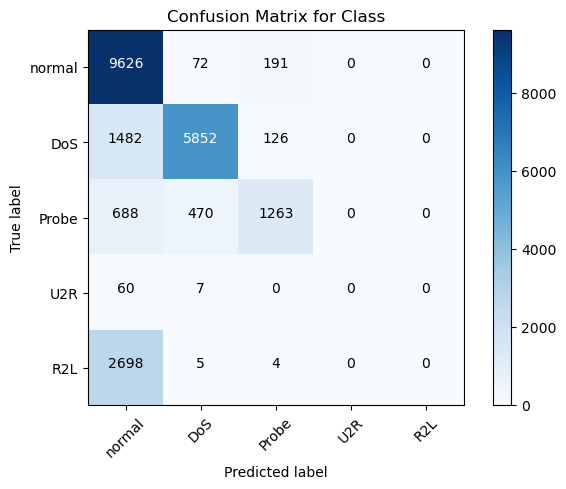 Confusion Matrix for Class
normal 9626 72 191 0 0
DoS 1482 5852 126 0 0
Probe 688 470 1263 0 0
U2R 60 7 0 0 0
R2L 2698 5 4 0 0
normal DoS Probe U2R R2L
Predicted label
True label
8000
6000
4000
2000
0